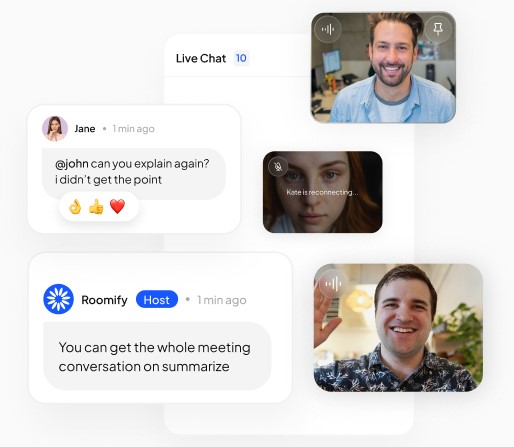 Live Chat 10
Jane • 1 min ago
@john can you explain again?
i didn't get the point
Kate is reconnecting...
Roomify Host • 1 min ago
You can get the whole meeting
conversation on summarize